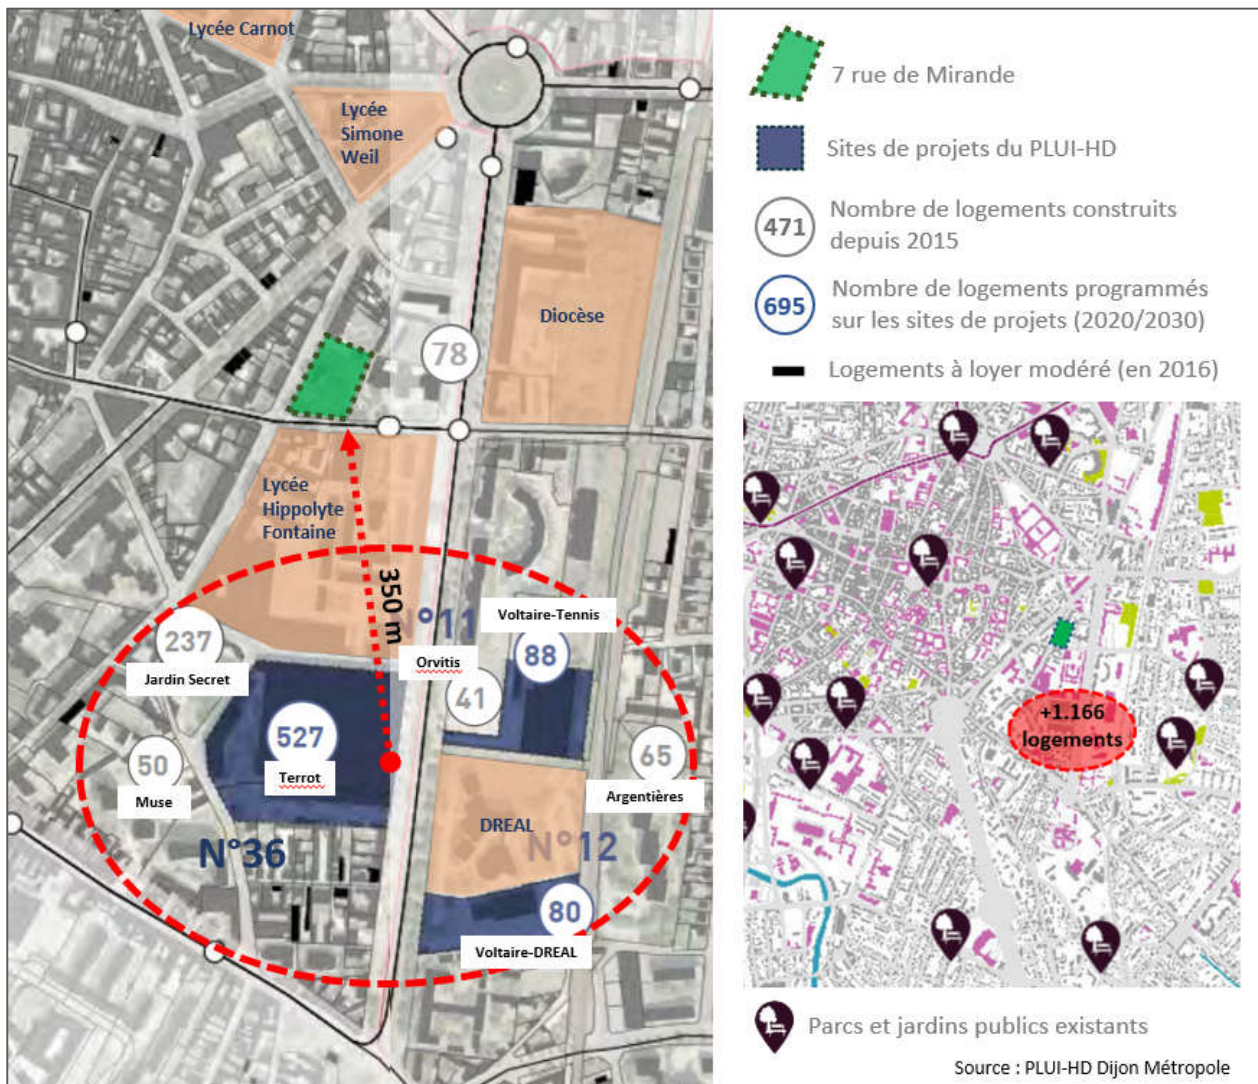 Lycée Carnot
Lycée
Simone
Weil
Diocèse
78
Lycée
Hippolyte
Fontaine
350 m
N°11
Voltaire-Tennis
237
88
Orvitis
Jardin Secret
41
527
50
65
Terrot
Muse
Argentières
DREAL
N°12
N°36
80
Voltaire-DREAL
7 rue de Mirande
Sites de projets du PLUI-HD
471
Nombre de logements construits
depuis 2015
695
Nombre de logements programmés
sur les sites de projets (2020/2030)
Logements à loyer modéré (en 2016)
+1.166
logements
Parcs et jardins publics existants
Source : PLUI-HD Dijon Métropole